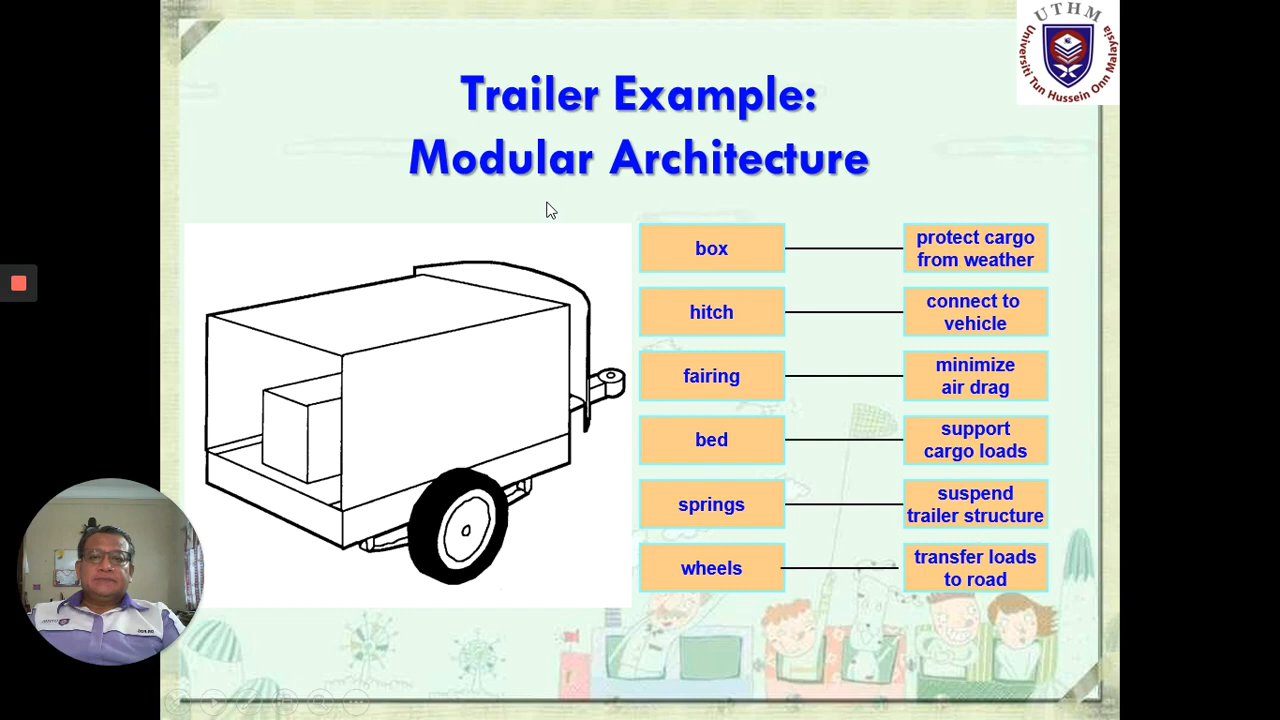 UTHM
Universiti Tun Hussein Onn Malaysia
Trailer Example:
Modular Architecture
box
protect cargo
from weather
hitch
connect to
vehicle
fairing
minimize
air drag
bed
support
cargo loads
springs
suspend
trailer structure
wheels
transfer loads
to road